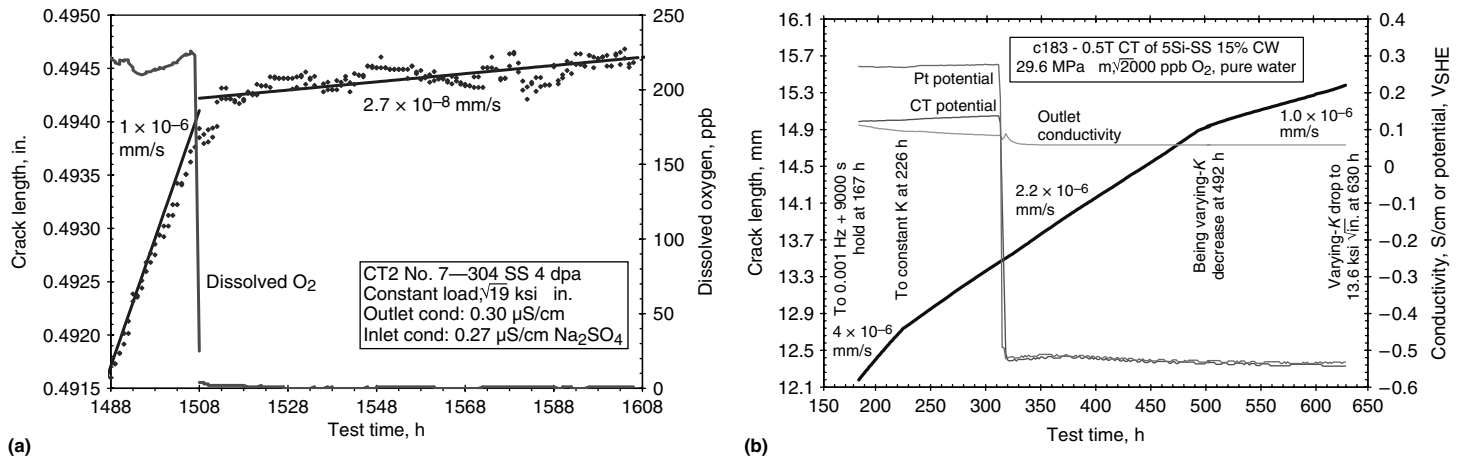 0.4950
0.4945
0.4940
0.4935
0.4930
0.4925
0.4920
0.4915
Crack length, in.
250
200
150
100
50
0
Dissolved oxygen, ppb
1 × 10⁻⁶
mm/s
2.7 × 10⁻⁸ mm/s
Dissolved O₂
CT2 No. 7—304 SS 4 dpa
Constant load,√19 ksi in.
Outlet cond: 0.30 μS/cm
Inlet cond: 0.27 μS/cm Na₂SO₄
1488 1508 1528 1548 1568 1588 1608
Test time, h
(a)
16.1
15.7
15.3
14.9
14.5
14.1
13.7
13.3
12.9
12.5
12.1
Crack length, mm
0.4
0.3
0.2
0.1
0
−0.1
−0.2
−0.3
−0.4
−0.5
−0.6
Conductivity, S/cm or potential, VSHE
c183 - 0.5T CT of 5Si-SS 15% CW
29.6 MPa m,√2000 ppb O₂, pure water
Pt potential
CT potential
Outlet
conductivity
1.0 × 10⁻⁶
mm/s
2.2 × 10⁻⁶
mm/s
4 × 10⁻⁶
mm/s
To 0.001 Hz + 9000 s
hold at 167 h
To constant K at 226 h
Being varying-K
decrease at 492 h
Varying-K drop to
13.6 ksi √in. at 630 h
150 200 250 300 350 400 450 500 550 600 650
Test time, h
(b)